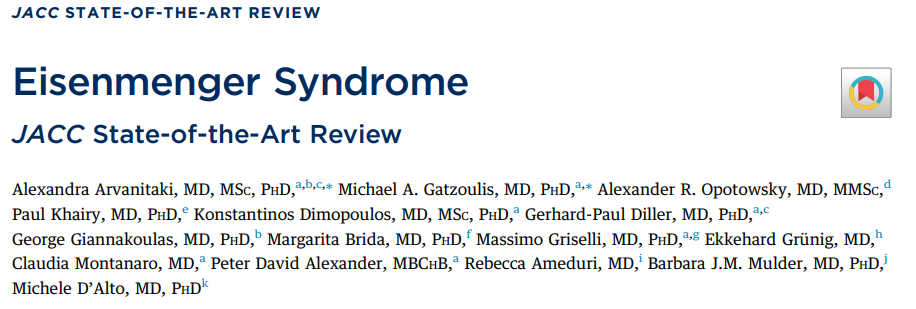 JACC STATE-OF-THE-ART REVIEW
Eisenmenger Syndrome
JACC State-of-the-Art Review
Alexandra Arvanitaki, MD, MSc, PhD,a,b,c,* Michael A. Gatzoulis, MD, PhD,a,* Alexander R. Opotowsky, MD, MMSc,d
Paul Khairy, MD, PhD,e Konstantinos Dimopoulos, MD, MSc, PhD,a Gerhard-Paul Diller, MD, PhD,a,c
George Giannakoulas, MD, PhD,b Margarita Brida, MD, PhD,f Massimo Griselli, MD, PhD,a,g Ekkehard Grünig, MD,h
Claudia Montanaro, MD,a Peter David Alexander, MBChB,a Rebecca Ameduri, MD,i Barbara J.M. Mulder, MD, PhD,j
Michele D’Alto, MD, PhDk